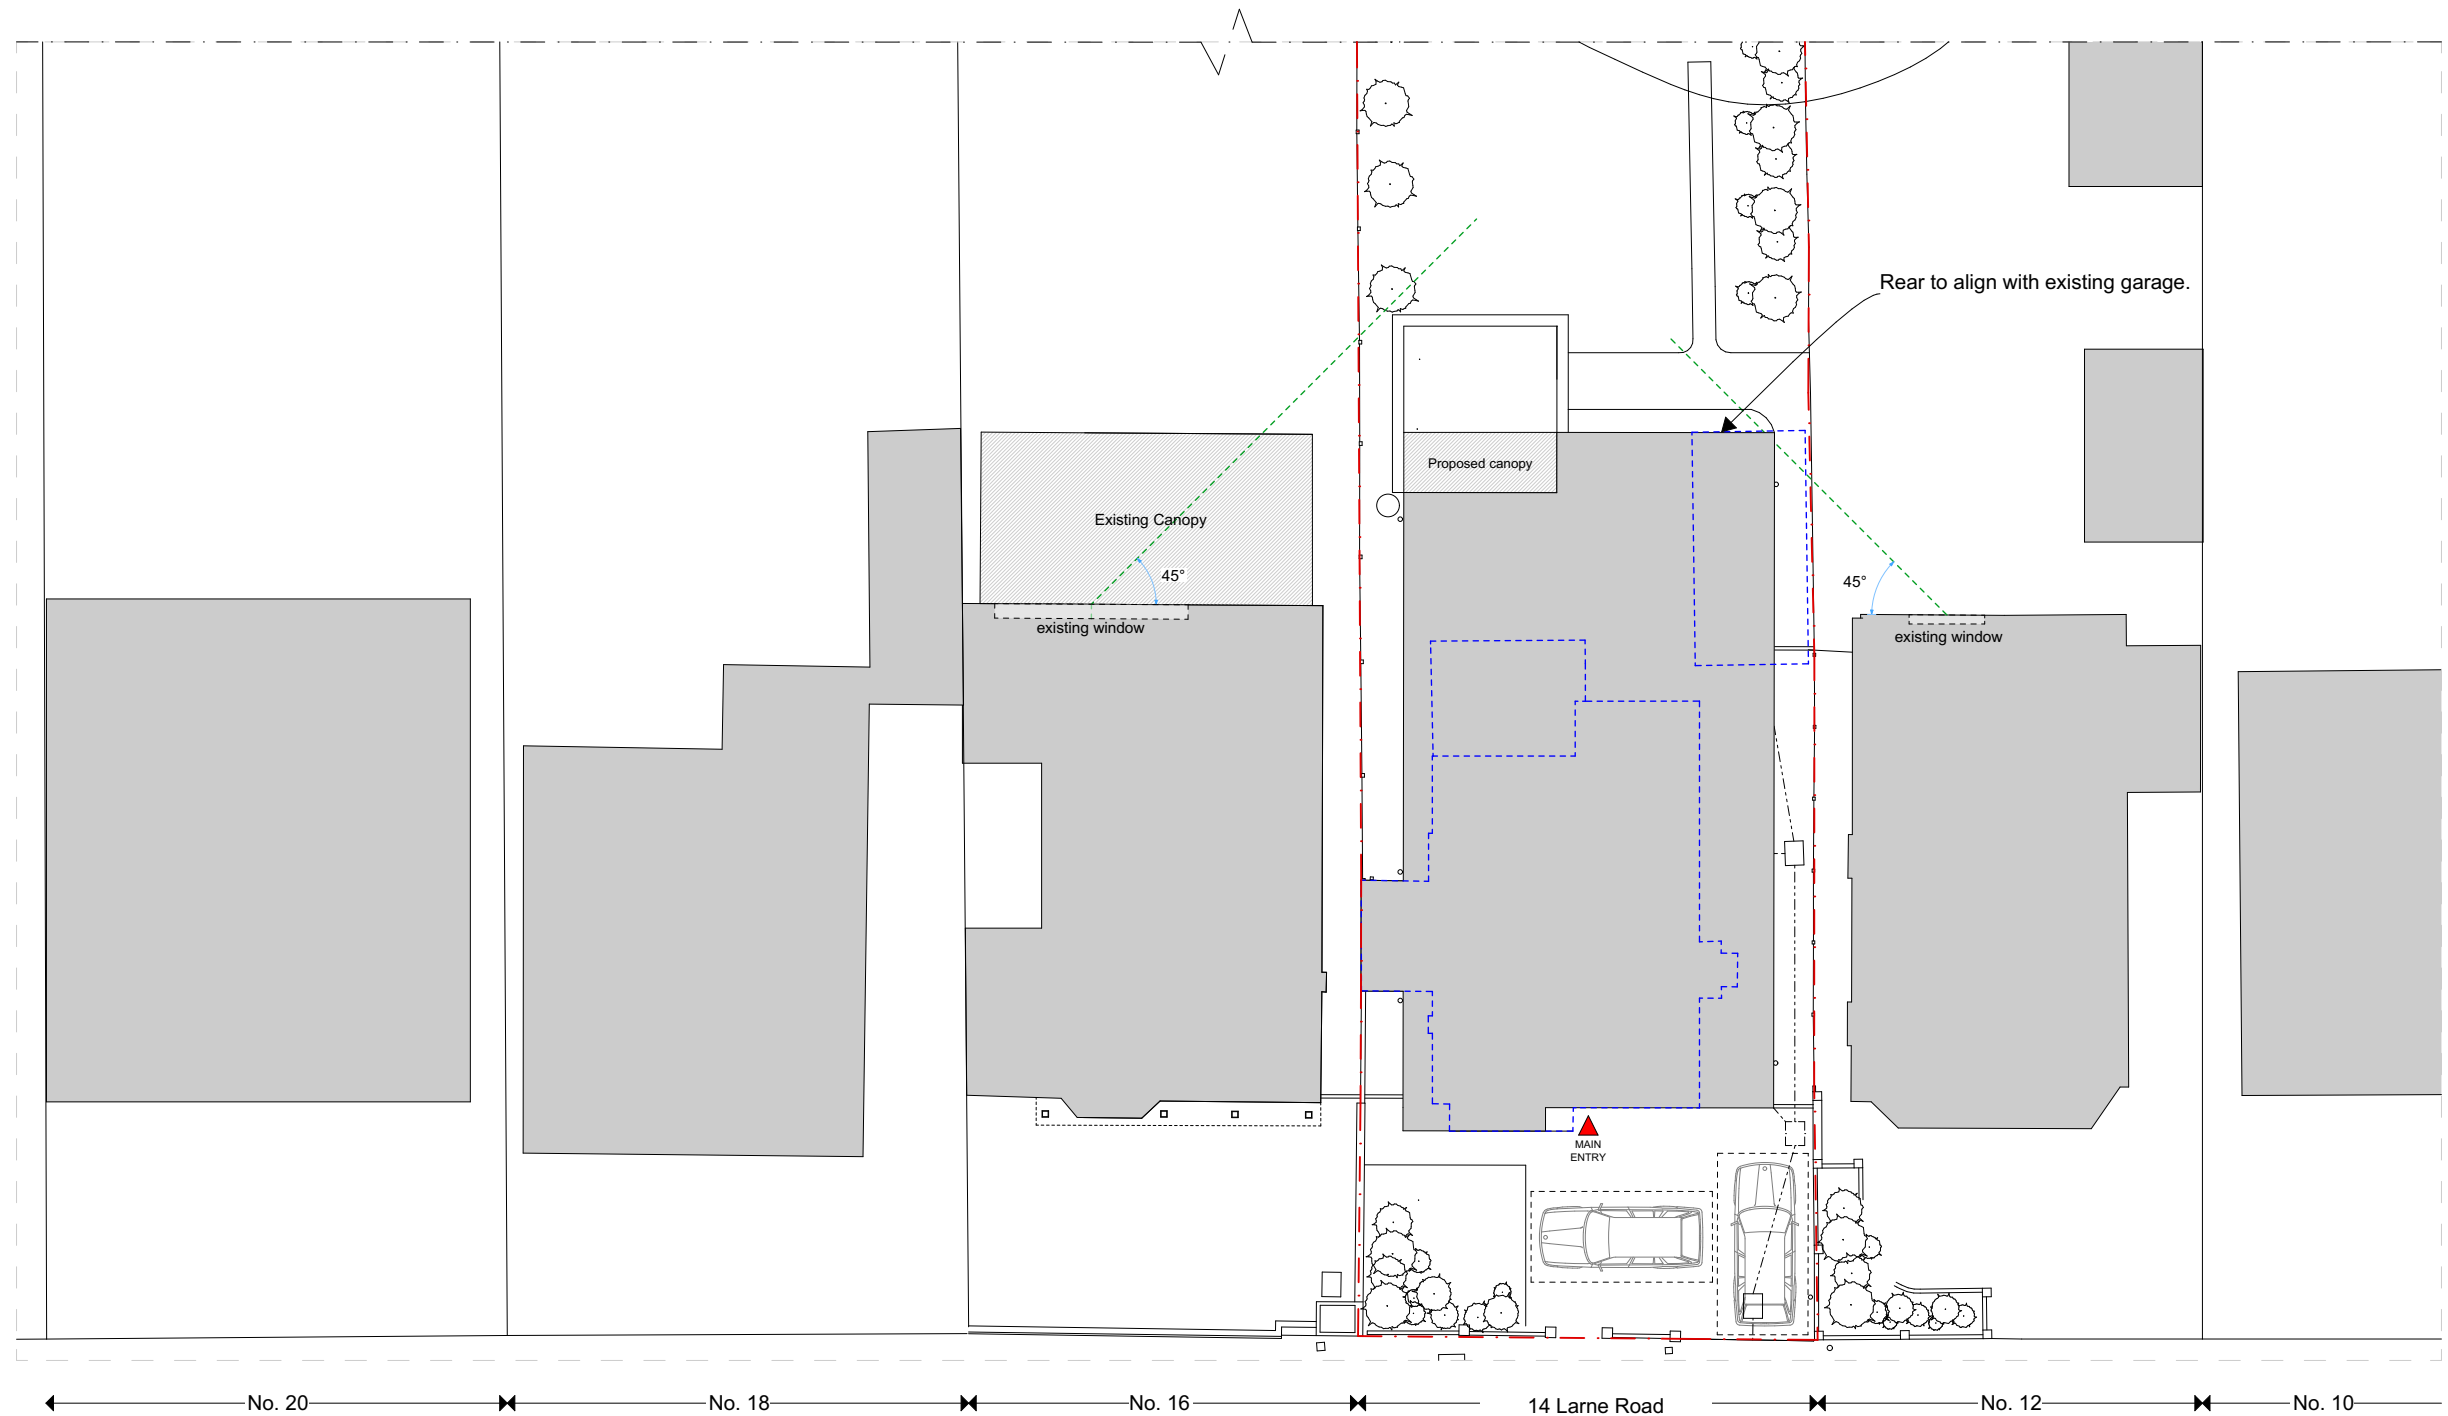 Rear to align with existing garage.
Proposed canopy
Existing Canopy
45°
45°
existing window
existing window
MAIN
ENTRY
No. 20
No. 18
No. 16
14 Larne Road
No. 12
No. 10